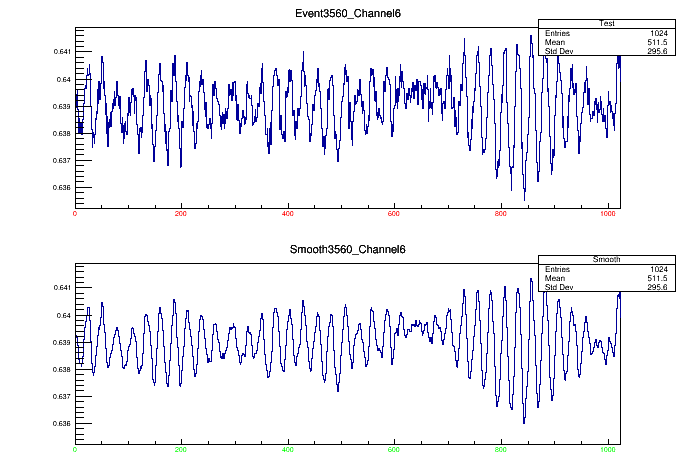 Event3560_Channel6
Test
Entries 1024
Mean 511.5
Std Dev 295.6
0.641
0.64
0.639
0.638
0.637
0.636
0 200 400 600 800 1000
Smooth3560_Channel6
Smooth
Entries 1024
Mean 511.5
Std Dev 295.6
0.641
0.64
0.639
0.638
0.637
0.636
0 200 400 600 800 1000